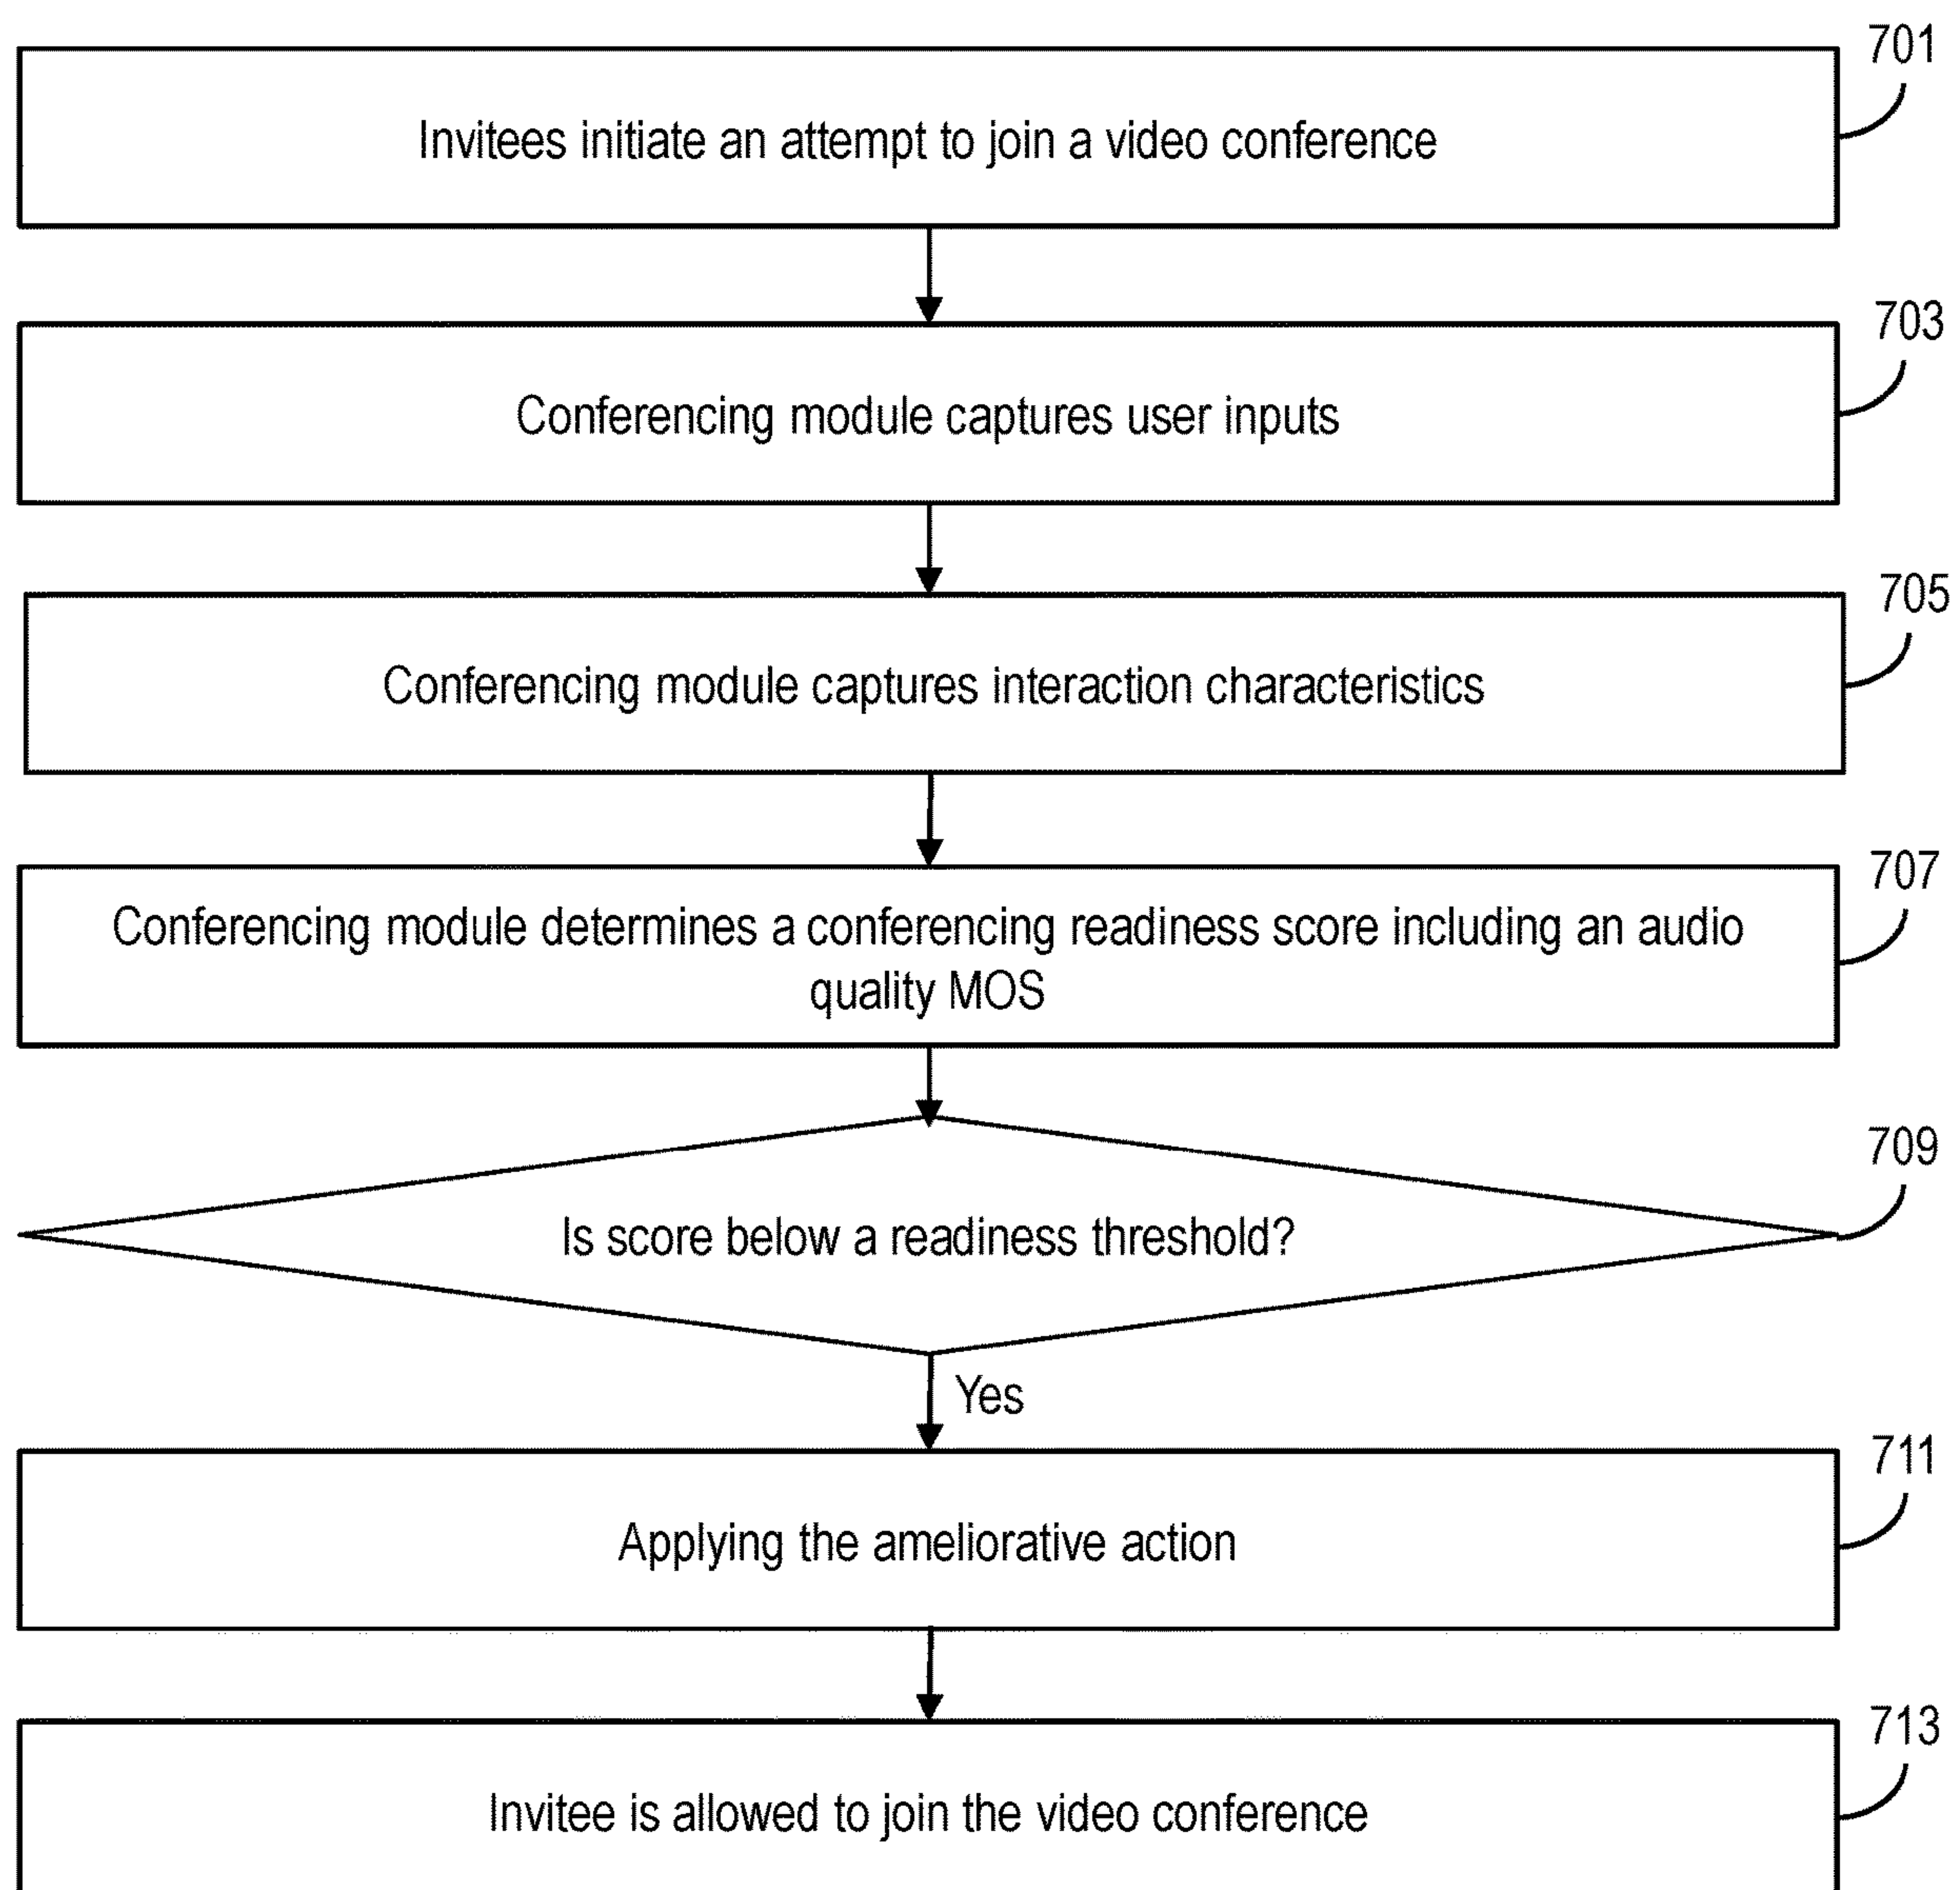 701
Invitees initiate an attempt to join a video conference
703
Conferencing module captures user inputs
705
Conferencing module captures interaction characteristics
707
Conferencing module determines a conferencing readiness score including an audio
quality MOS
709
Is score below a readiness threshold?
Yes
711
Applying the ameliorative action
713
Invitee is allowed to join the video conference